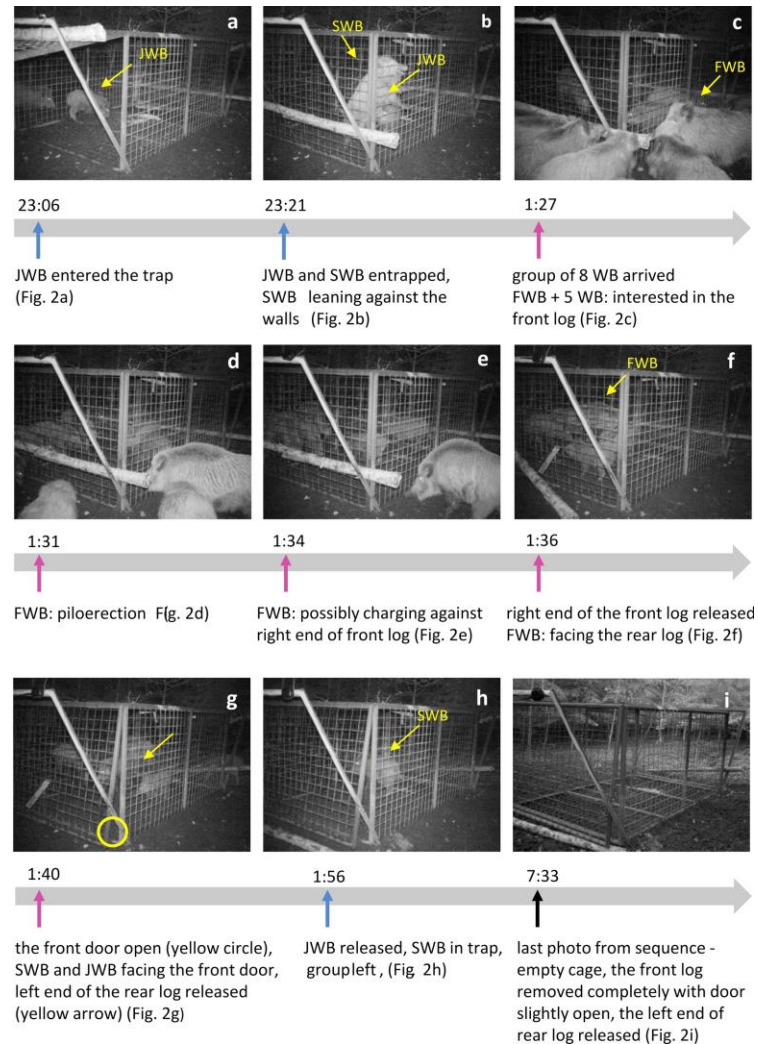 a
JWB
b
SWB
JWB
c
FWB
23:06
23:21
1:27
JWB entered the trap
(Fig. 2a)
JWB and SWB entrapped,
SWB leaning against the
walls (Fig. 2b)
group of 8 WB arrived
FWB + 5 WB: interested in the
front log (Fig. 2c)
d
e
f
FWB
1:31
1:34
1:36
FWB: piloerection F(g. 2d)
FWB: possibly charging against
right end of front log (Fig. 2e)
right end of the front log released
FWB: facing the rear log (Fig. 2f)
g
h
SWB
i
1:40
1:56
7:33
the front door open (yellow circle),
SWB and JWB facing the front door,
left end of the rear log released
(yellow arrow) (Fig. 2g)
JWB released, SWB in trap,
group left, (Fig 2h)
last photo from sequence -
empty cage, the front log
removed completely with door
slightly open, the left end of
rear log released (Fig. 2i)